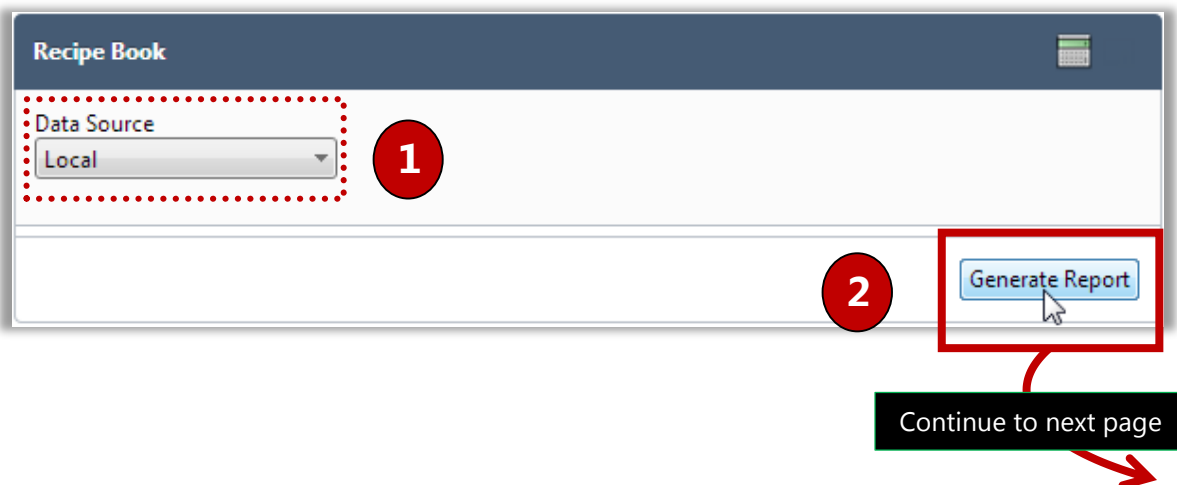 Recipe Book
Data Source
Local
1
2
Generate Report
Continue to next page